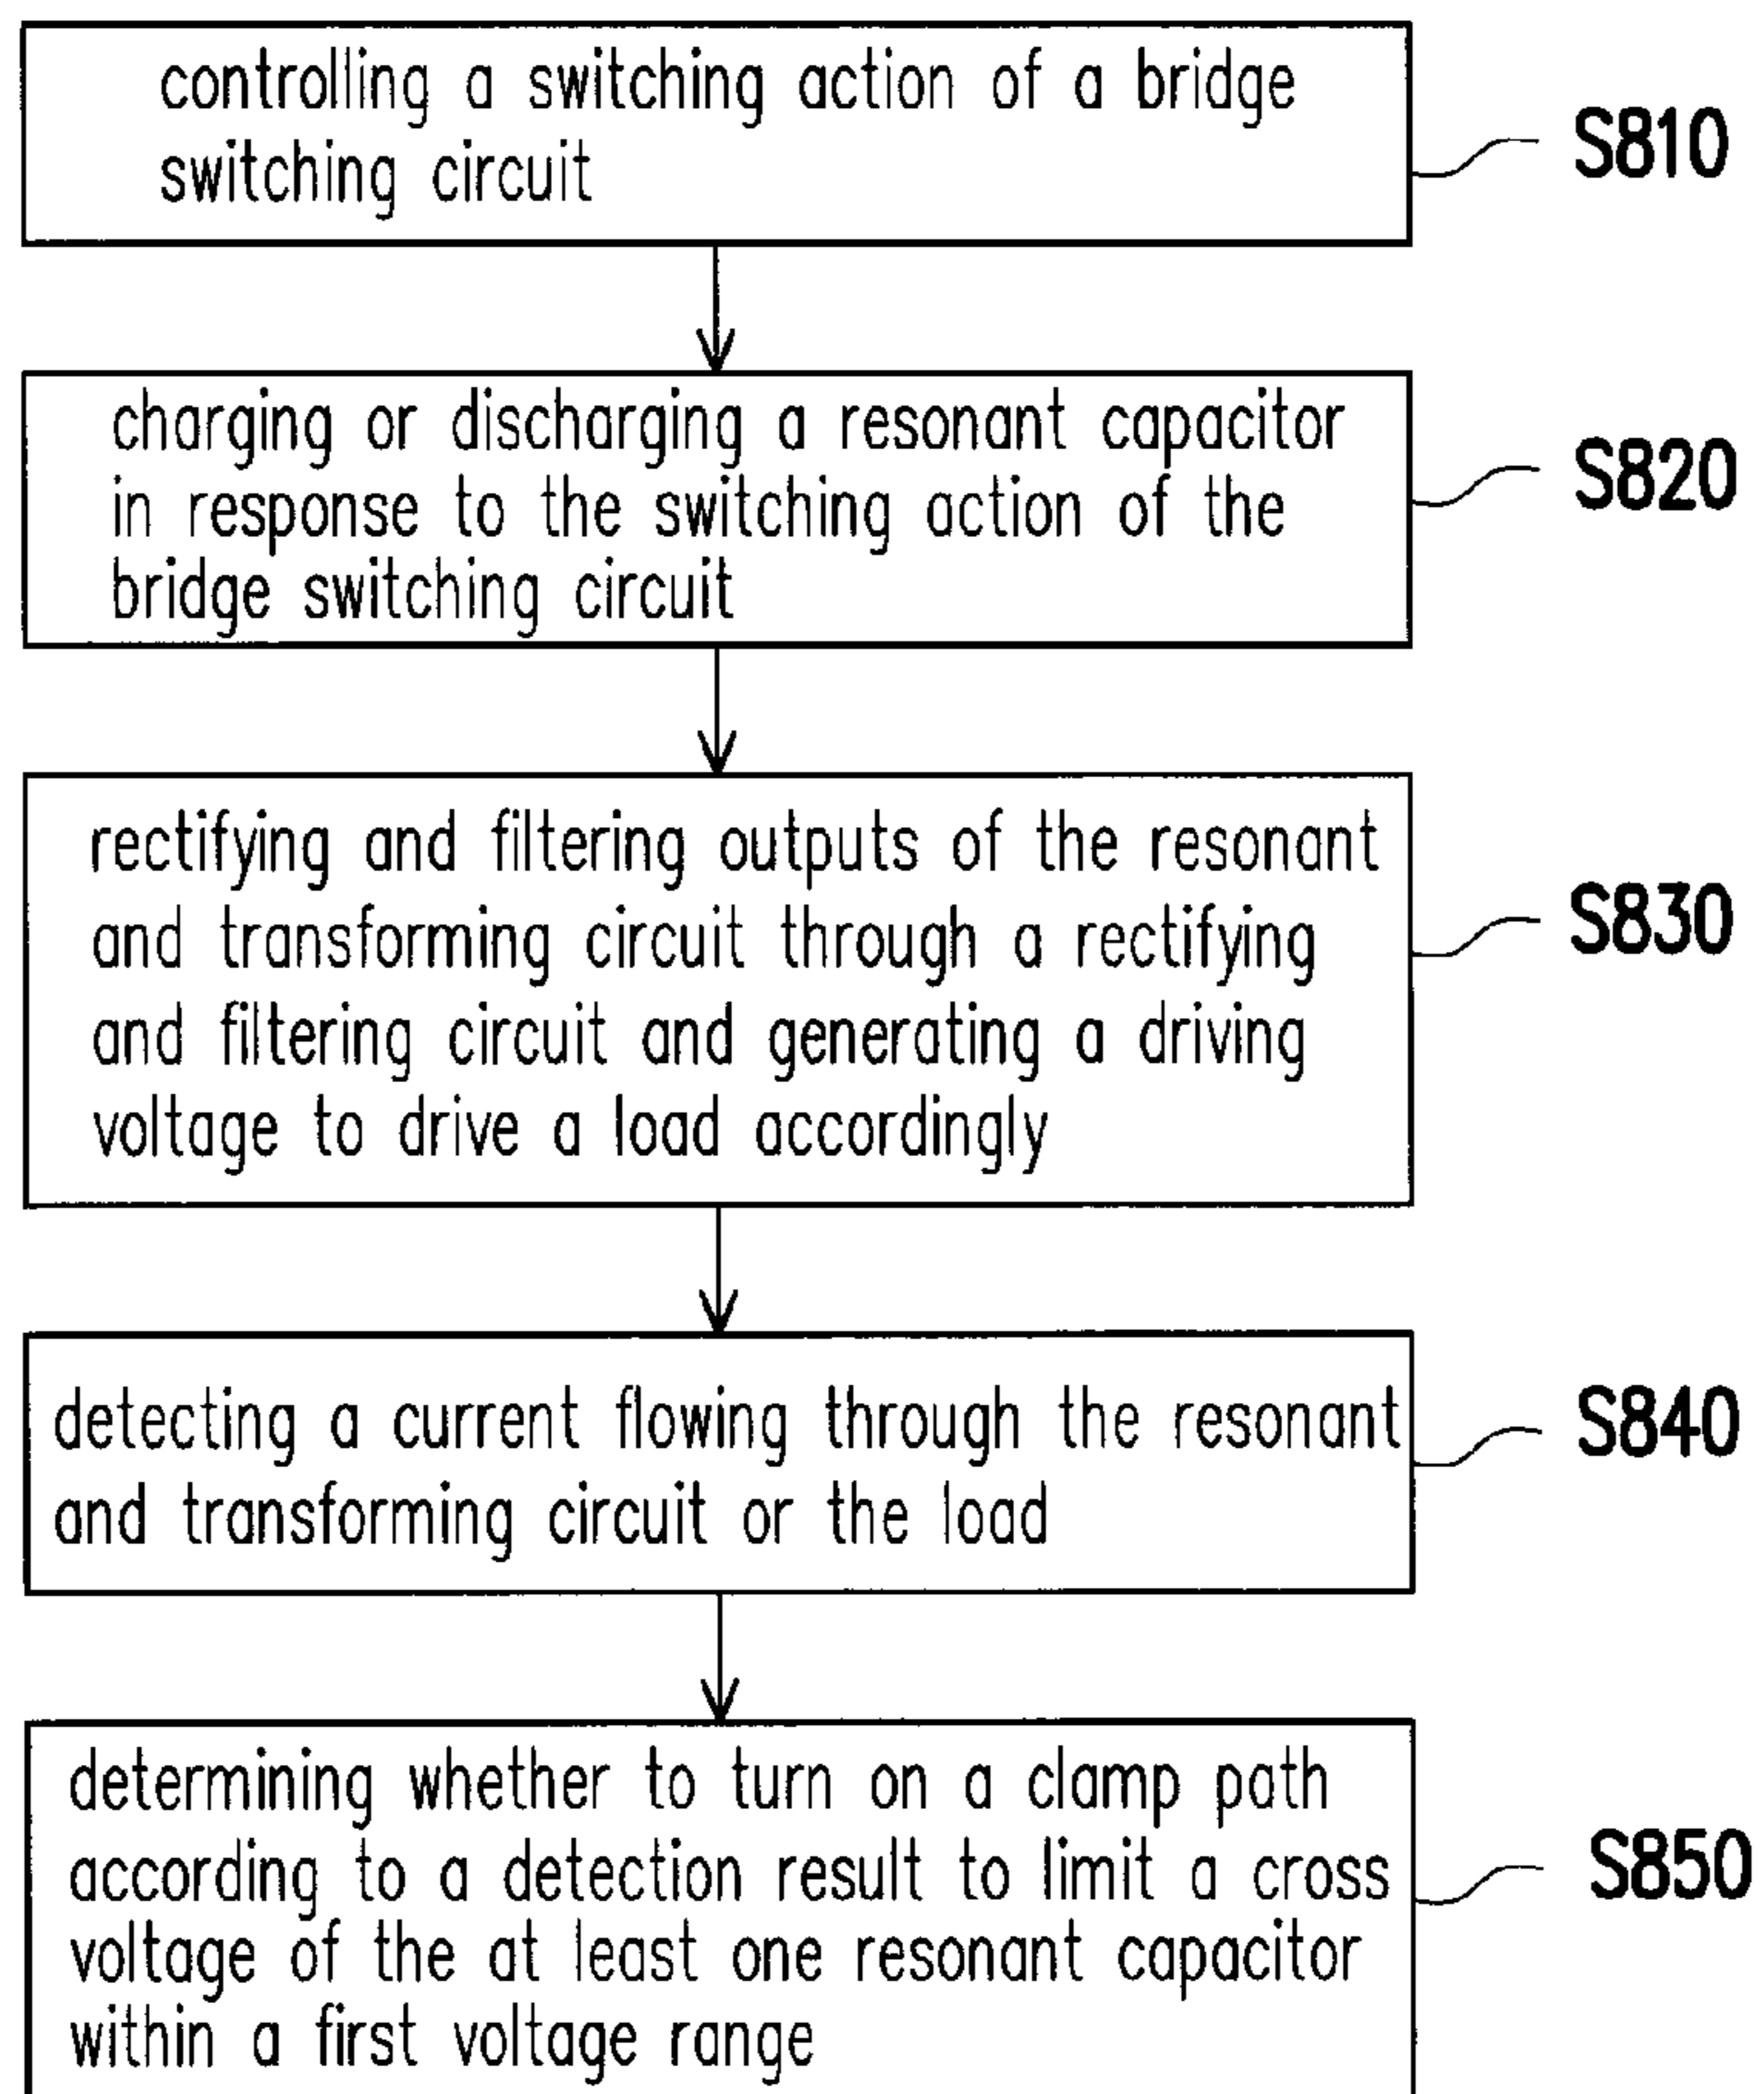 controlling a switching action of a bridge
switching circuit
S810
charging or discharging a resonant capacitor
in response to the switching action of the
bridge switching circuit
S820
rectifying and filtering outputs of the resonant
and transforming circuit through a rectifying
and filtering circuit and generating a driving
voltage to drive a load accordingly
S830
detecting a current flowing through the resonant
and transforming circuit or the load
S840
determining whether to turn on a clamp path
according to a detection result to limit a cross
voltage of the at least one resonant capacitor
within a first voltage range
S850